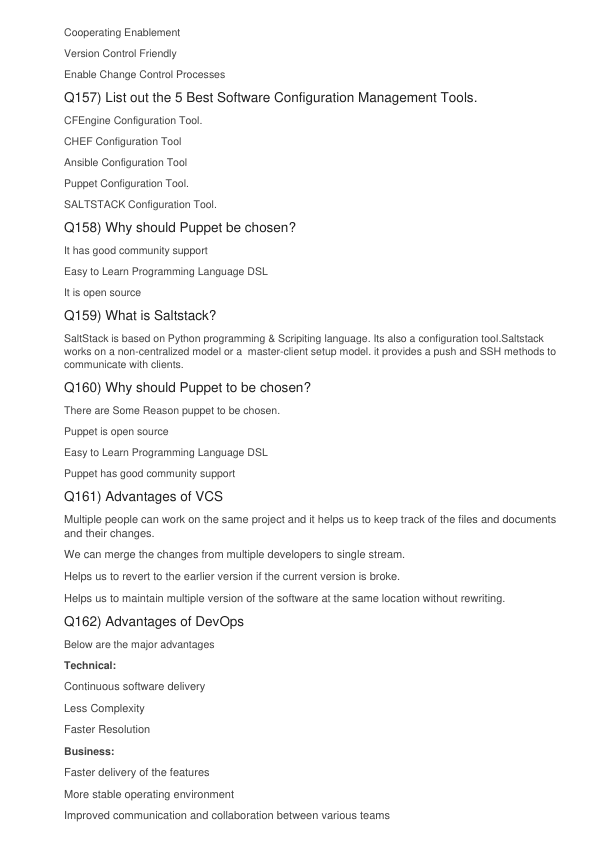 Cooperating Enablement
Version Control Friendly
Enable Change Control Processes
Q157) List out the 5 Best Software Configuration Management Tools.
CFEngine Configuration Tool.
CHEF Configuration Tool
Ansible Configuration Tool
Puppet Configuration Tool.
SALTSTACK Configuration Tool.
Q158) Why should Puppet be chosen?
It has good community support
Easy to Learn Programming Language DSL
It is open source
Q159) What is Saltstack?
SaltStack is based on Python programming & Scripiting language. Its also a configuration tool.Saltstack
works on a non-centralized model or a  master-client setup model. it provides a push and SSH methods to
communicate with clients.
Q160) Why should Puppet to be chosen?
There are Some Reason puppet to be chosen.
Puppet is open source
Easy to Learn Programming Language DSL
Puppet has good community support
Q161) Advantages of VCS
Multiple people can work on the same project and it helps us to keep track of the files and documents
and their changes.
We can merge the changes from multiple developers to single stream.
Helps us to revert to the earlier version if the current version is broke.
Helps us to maintain multiple version of the software at the same location without rewriting.
Q162) Advantages of DevOps
Below are the major advantages
Technical:
Continuous software delivery
Less Complexity
Faster Resolution
Business:
Faster delivery of the features
More stable operating environment
Improved communication and collaboration between various teams